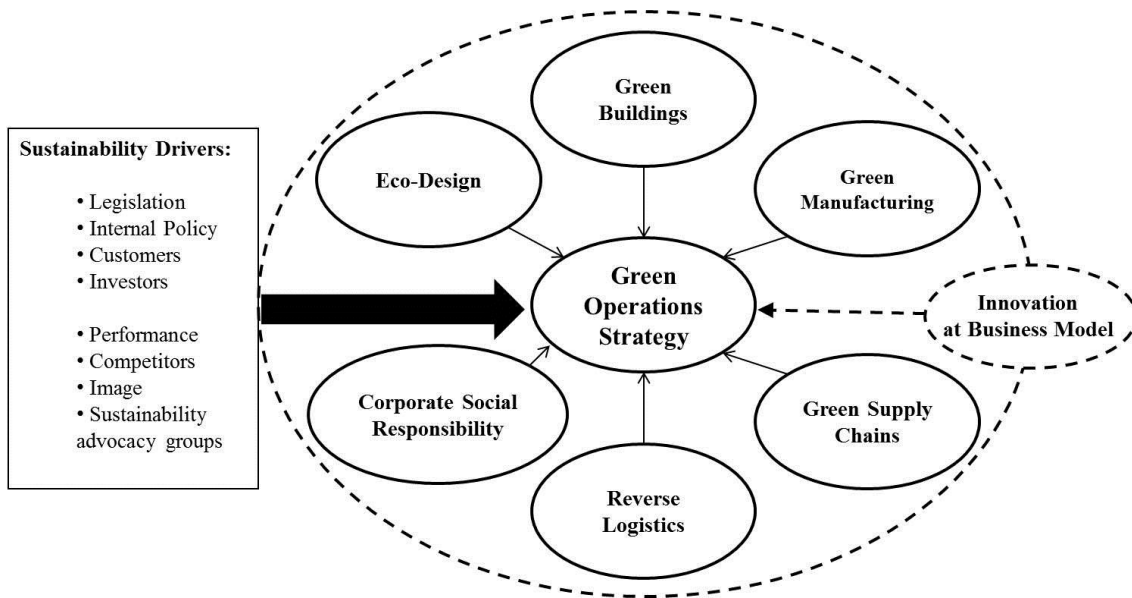 Sustainability Drivers:
• Legislation
• Internal Policy
• Customers
• Investors
• Performance
• Competitors
• Image
• Sustainability
advocacy groups
Green
Buildings
Eco-Design
Green
Manufacturing
Green
Operations
Strategy
Innovation
at Business Model
Corporate Social
Responsibility
Green Supply
Chains
Reverse
Logistics